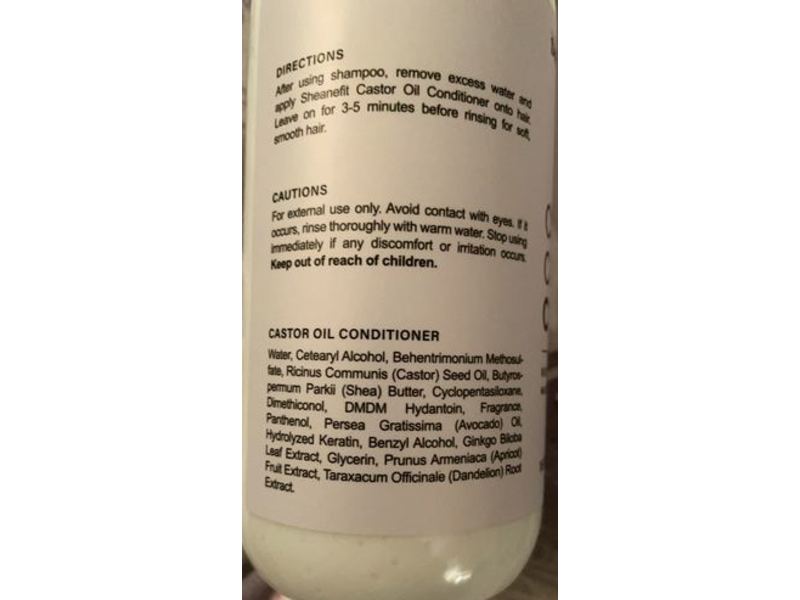 DIRECTIONS
After using shampoo, remove excess water and
apply Sheanefit Castor Oil Conditioner onto hair.
Leave on for 3-5 minutes before rinsing for soft,
smooth hair.
CAUTIONS
For external use only. Avoid contact with eyes. If it
occurs, rinse thoroughly with warm water. Stop using
immediately if any discomfort or irritation occurs.
Keep out of reach of children.
CASTOR OIL CONDITIONER
Water, Cetearyl Alcohol, Behentrimonium Methosul-
fate, Ricinus Communis (Castor) Seed Oil, Butyros-
permum Parkii (Shea) Butter, Cyclopentasiloxane,
Dimethiconol, DMDM Hydantoin, Fragrance,
Panthenol, Persea Gratissima (Avocado) Oil,
Hydrolyzed Keratin, Benzyl Alcohol, Ginkgo Biloba
Leaf Extract, Glycerin, Prunus Armeniaca (Apricot)
Fruit Extract, Taraxacum Officinale (Dandelion) Root
Extract.